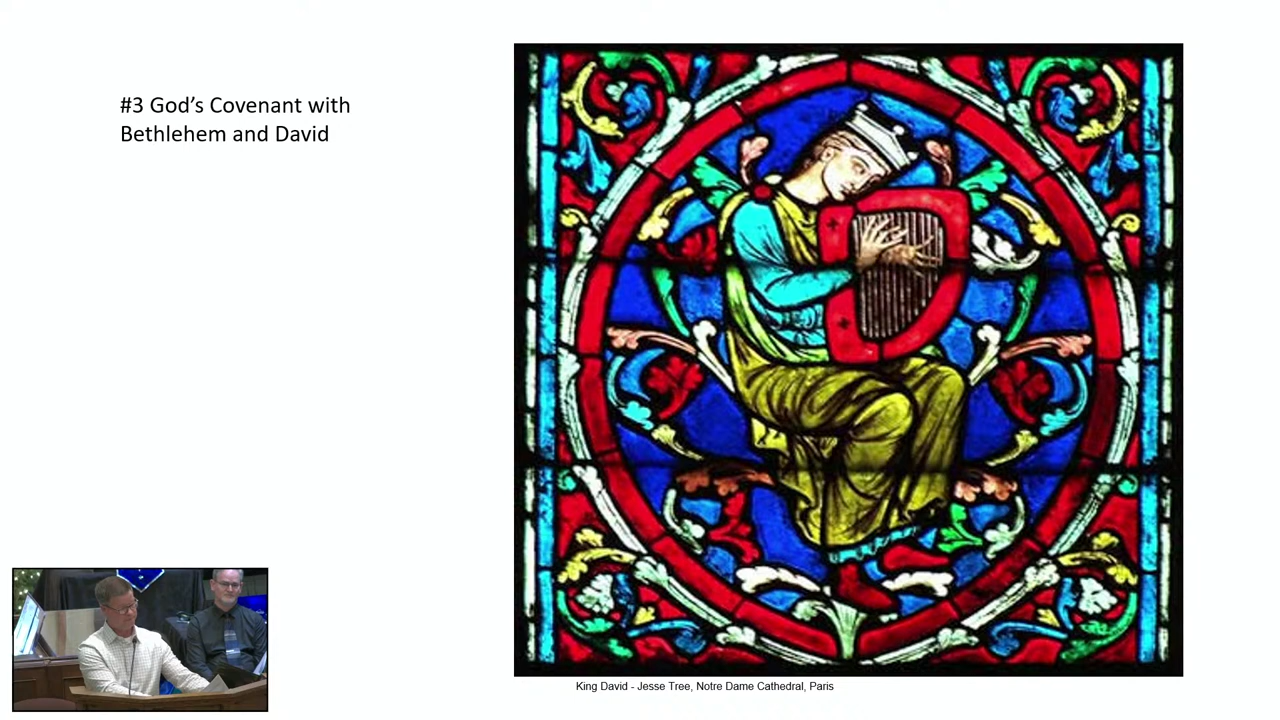 #3 God’s Covenant with
Bethlehem and David
King David - Jesse Tree, Notre Dame Cathedral, Paris